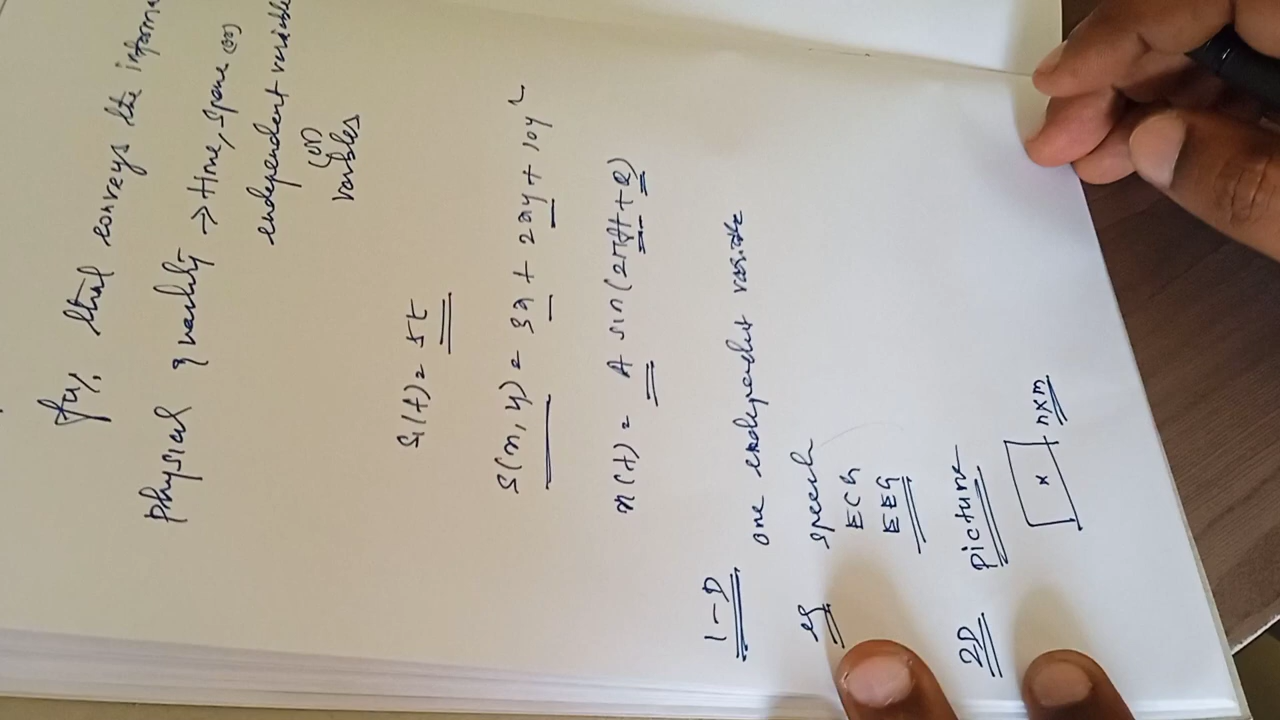 fn, that conveys the inform
Physical quantity → time, space (or)
independent variable
(or)
variables
S1(t) = 5t
S(x, y) = 3x + 2xy + 10y²
x(t) = A sin(2πft + θ)
1-D one independent variable
eg speech
ECG
EEG
2D picture
x n×m